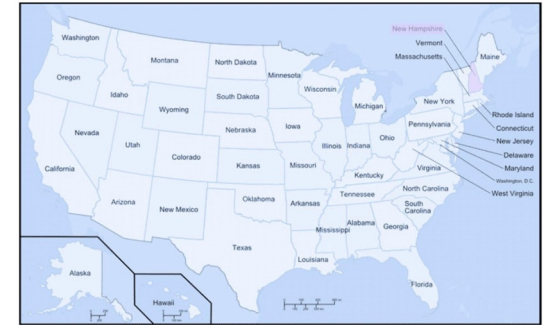 New Hampshire
Vermont
Massachusetts
Washington
Montana
North Dakota
Minnesota
Maine
Oregon
Idaho
South Dakota
Wisconsin
Michigan
New York
Wyoming
Rhode Island
Connecticut
Nevada
Nebraska
Iowa
Pennsylvania
New Jersey
Utah
Colorado
Illinois
Indiana
Ohio
Delaware
Maryland
California
Kansas
Missouri
Kentucky
Virginia
Washington, D.C.
West Virginia
Arizona
New Mexico
Oklahoma
Arkansas
Tennessee
North Carolina
South
Carolina
Texas
Mississippi
Alabama
Georgia
Louisiana
Florida
Alaska
Hawaii